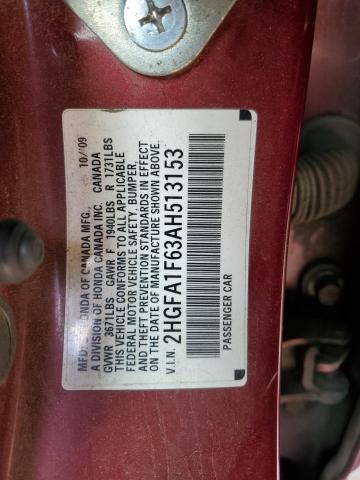 MFD. HONDA OF CANADA MFG. 10/09
A DIVISION OF HONDA CANADA INC. CANADA
GVWR 3671LBS GAWR F 1940LBS R 1731LBS
THIS VEHICLE CONFORMS TO ALL APPLICABLE
FEDERAL MOTOR VEHICLE SAFETY, BUMPER,
AND THEFT PREVENTION STANDARDS IN EFFECT
ON THE DATE OF MANUFACTURE SHOWN ABOVE.
V.I.N. 2HGFA1F63AH513153
PASSENGER CAR